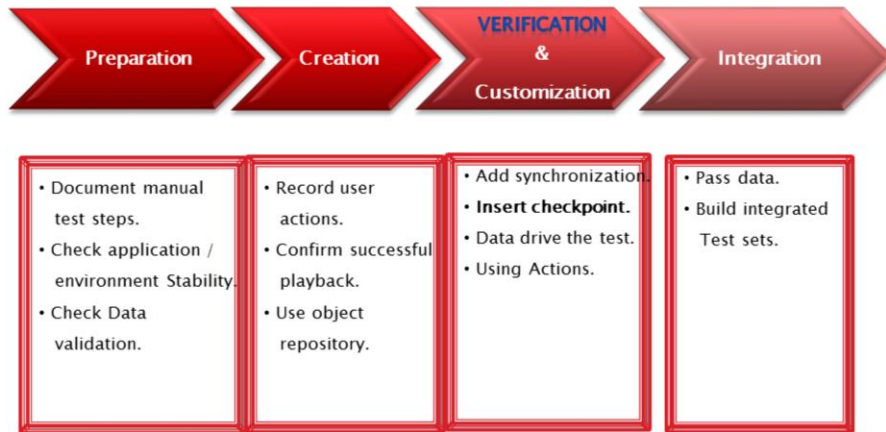 Preparation
Creation
VERIFICATION
&
Customization
Integration
• Document manual
test steps.
• Check application /
environment Stability.
• Check Data
validation.
• Record user
actions.
• Confirm successful
playback.
• Use object
repository.
• Add synchronization.
• Insert checkpoint.
• Data drive the test.
• Using Actions.
• Pass data.
• Build integrated
Test sets.